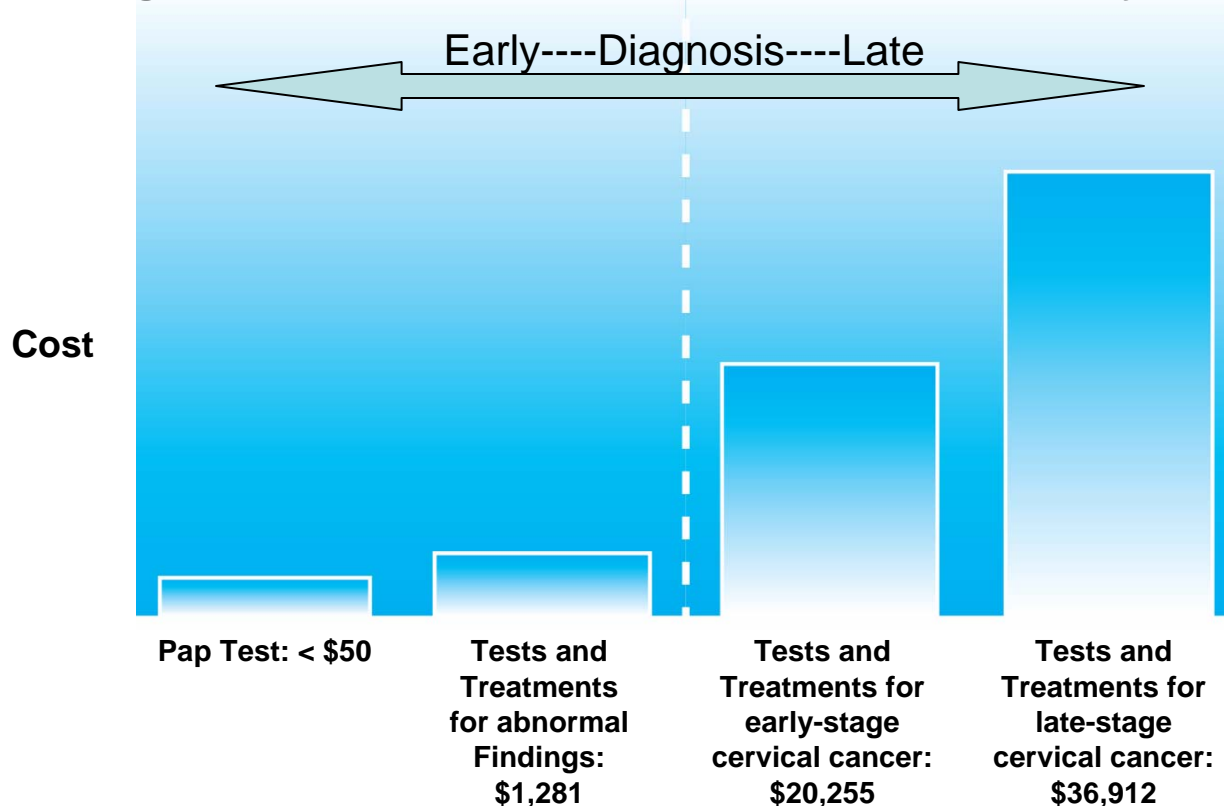 Early----Diagnosis----Late
Cost
Pap Test: < $50
Tests and
Treatments
for abnormal
Findings:
$1,281
Tests and
Treatments for
early-stage
cervical cancer:
$20,255
Tests and
Treatments for
late-stage
cervical cancer:
$36,912